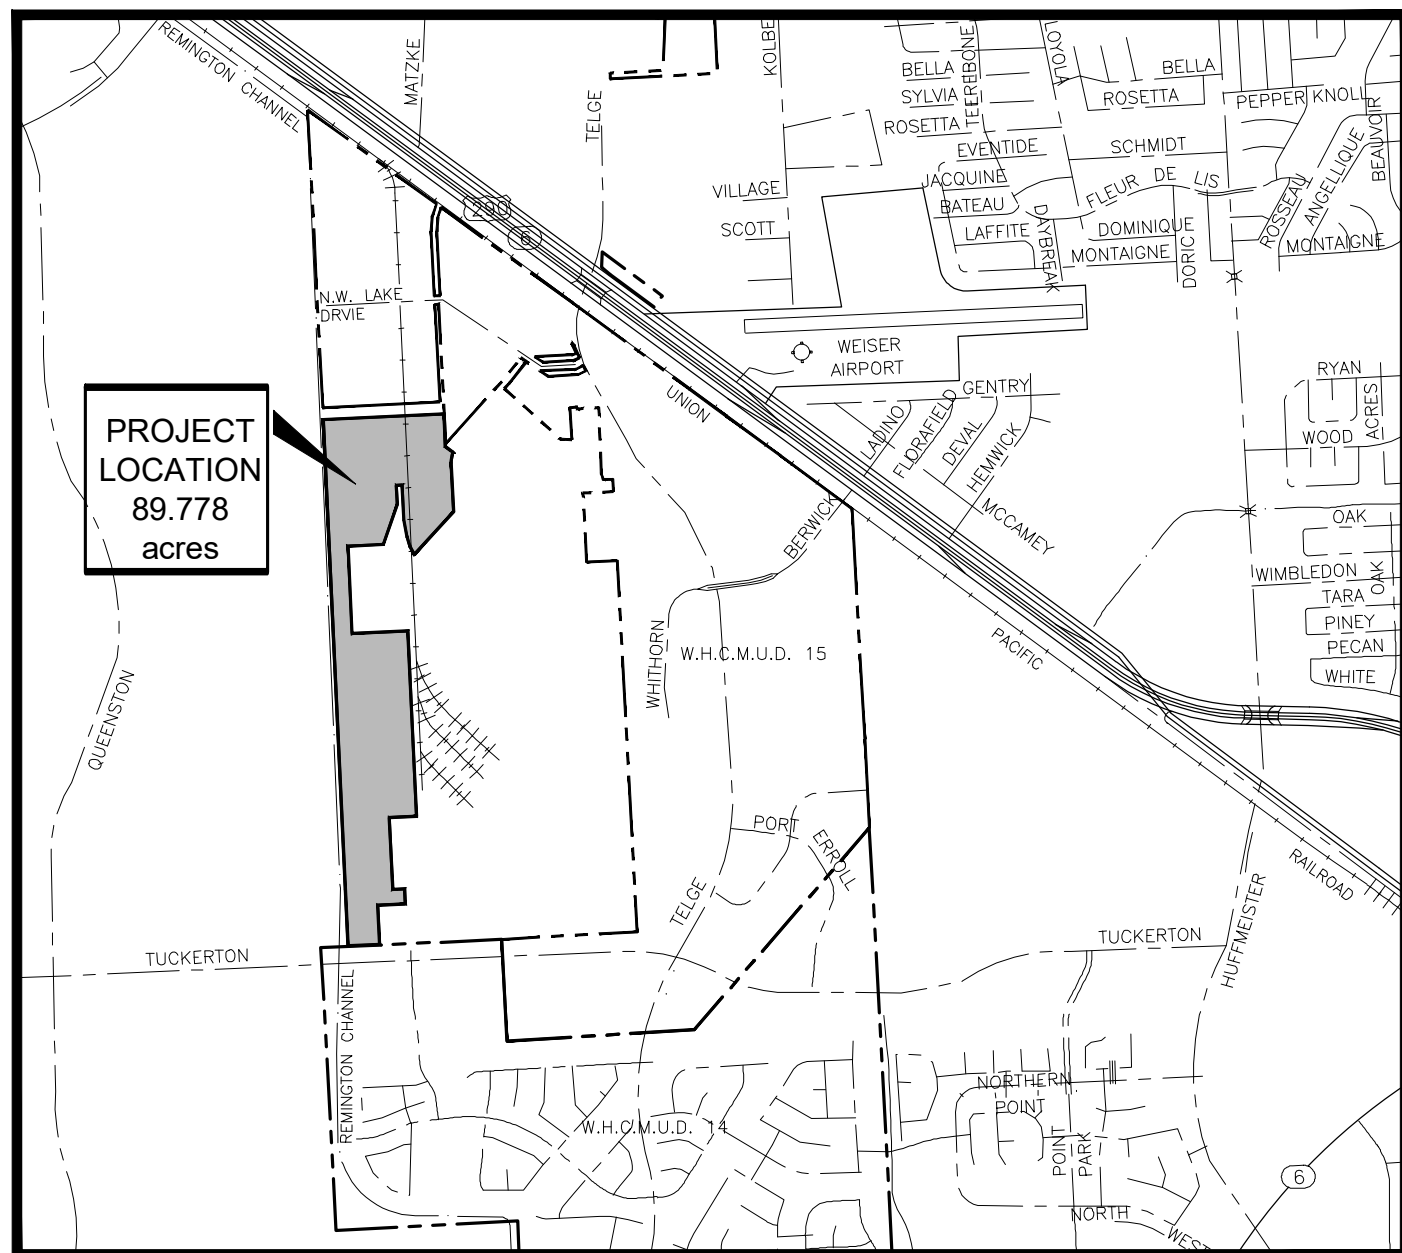 REMINGTON CHANNEL
MATZKE
TELGE
KOLBE
TEEREBONE
LOYOLA
BELLA
SYLVIA
ROSETTA
BELLA
ROSETTA
PEPPER KNOLL
BEAUVOIR
EVENTIDE
SCHMIDT
ANGELLIQUE
JACQUINE
FLEUR DE LIS
VILLAGE
BATEAU
ROSSEAU
SCOTT
LAFFITE
DAYBREAK
DOMINIQUE
MONTAIGNE
DORIC
MONTAIGNE
290
6
N.W. LAKE
DRVIE
WEISER
AIRPORT
UNION
GENTRY
RYAN
ACRES
WOOD
LADINO
FLORAFIELD
DEVAL
HEMWICK
MCCAMEY
BERWICK
PROJECT
LOCATION
89.778
acres
OAK
WIMBLEDON
OAK
TARA
PINEY
PECAN
WHITE
PACIFIC
WHITHORN
W.H.C.M.U.D. 15
QUEENSTON
PORT
ERROLL
TELGE
RAILROAD
HUFFMEISTER
TUCKERTON
TUCKERTON
REMINGTON CHANNEL
W.H.C.M.U.D. 14
NORTHERN
POINT
POINT
PARK
6
NORTH
WEST